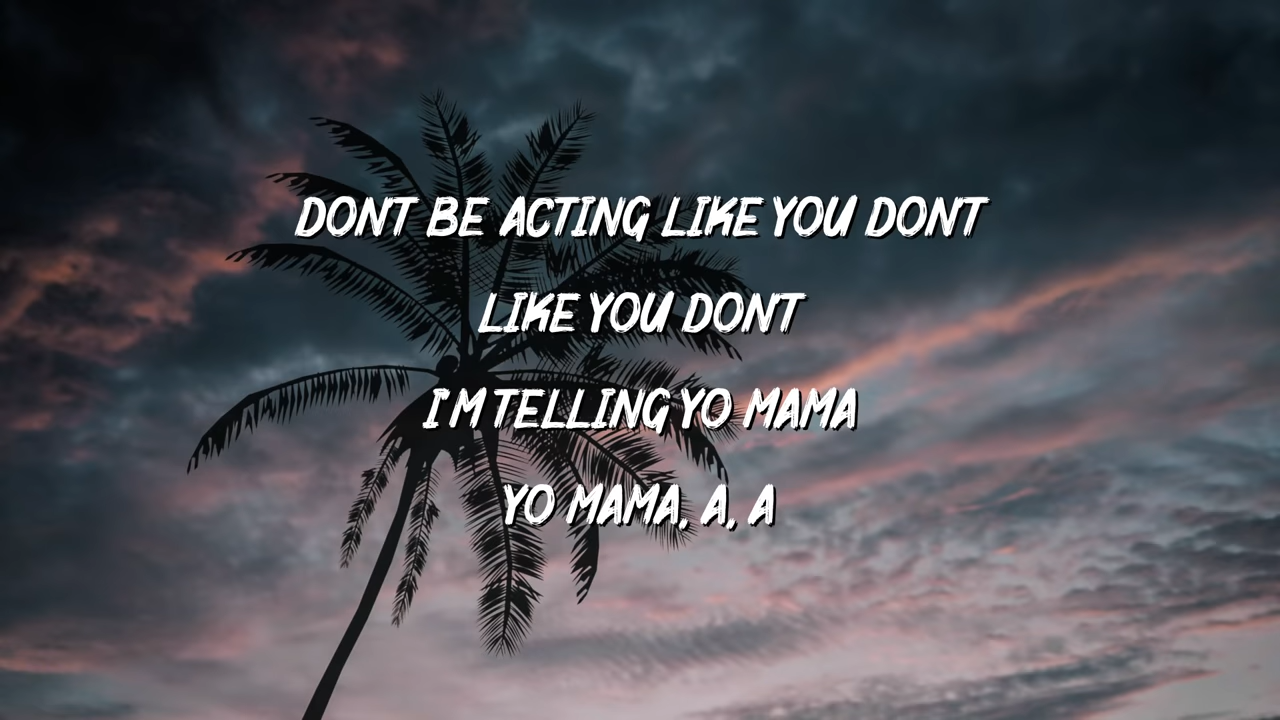 DONT BE ACTING LIKE YOU DONT
LIKE YOU DONT
I'M TELLING YO MAMA
YO MAMA, A, A